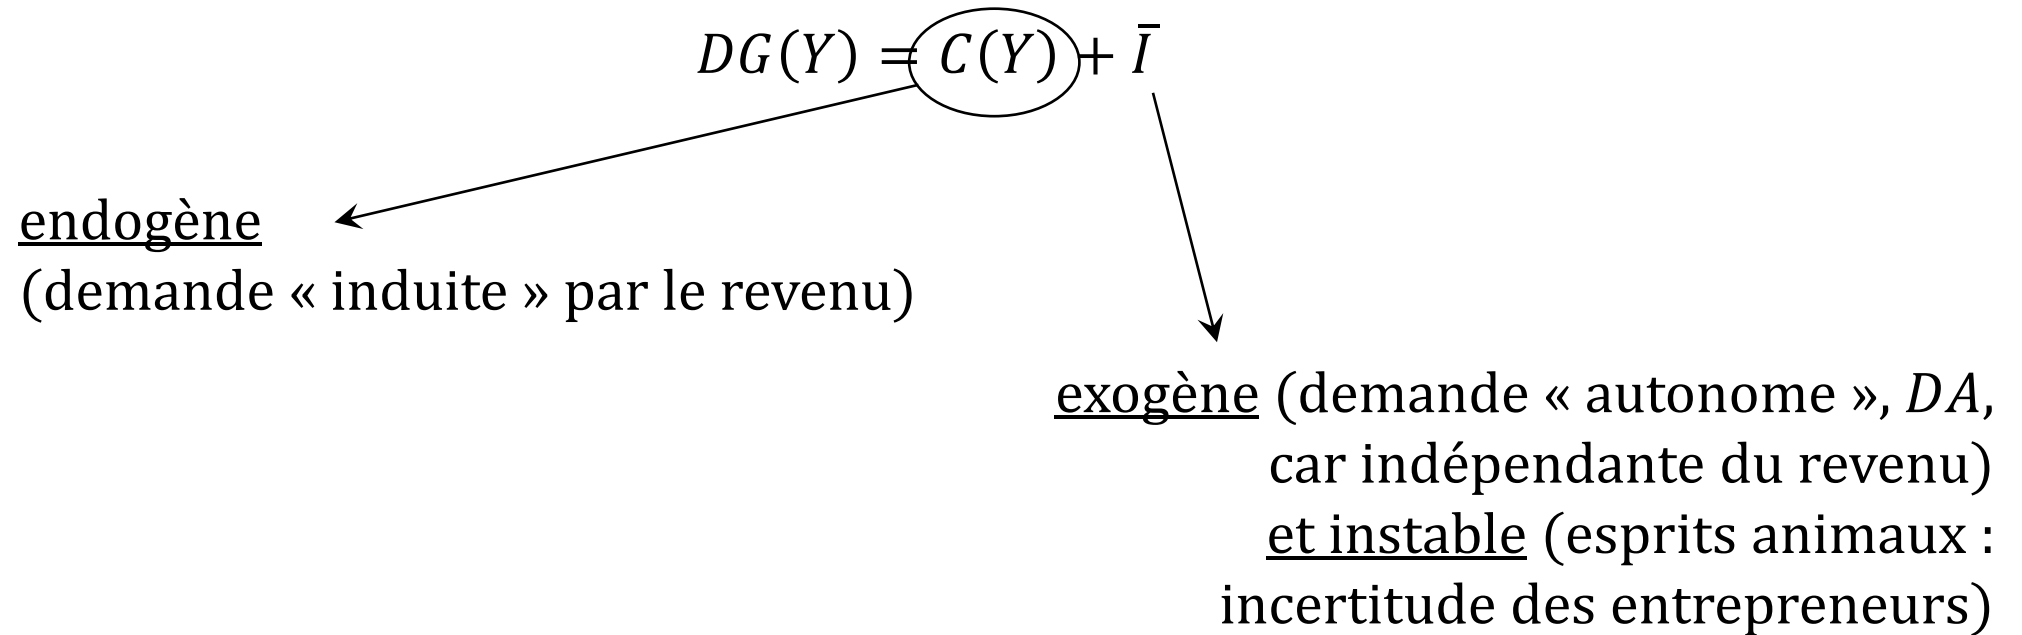 DG(Y) = C(Y) + Ī
endogène
(demande « induite » par le revenu)
exogène (demande « autonome », DA,
car indépendante du revenu)
et instable (esprits animaux :
incertitude des entrepreneurs)